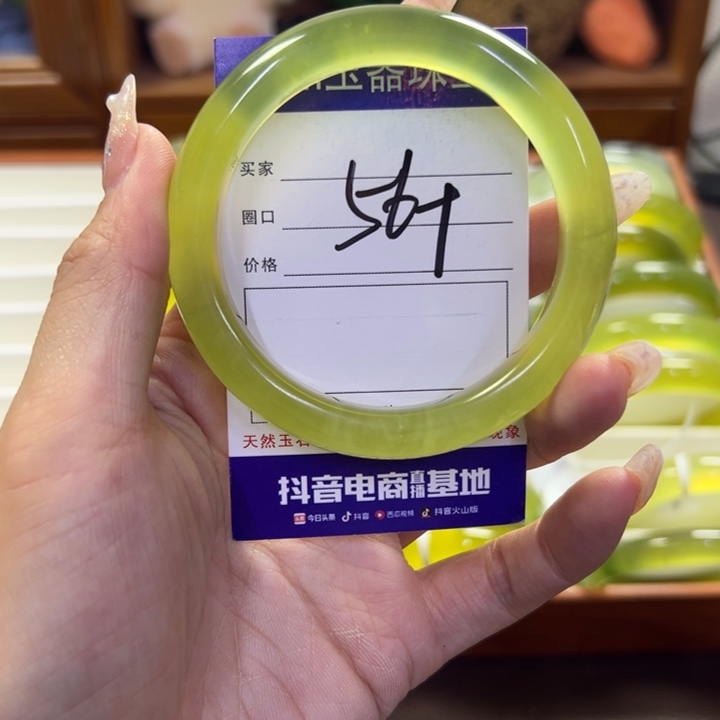 玉器珠宝
买家
圈口
价格
564
天然玉石
现象
抖音电商直播基地
今日头条 抖音 西瓜视频 抖音火山版